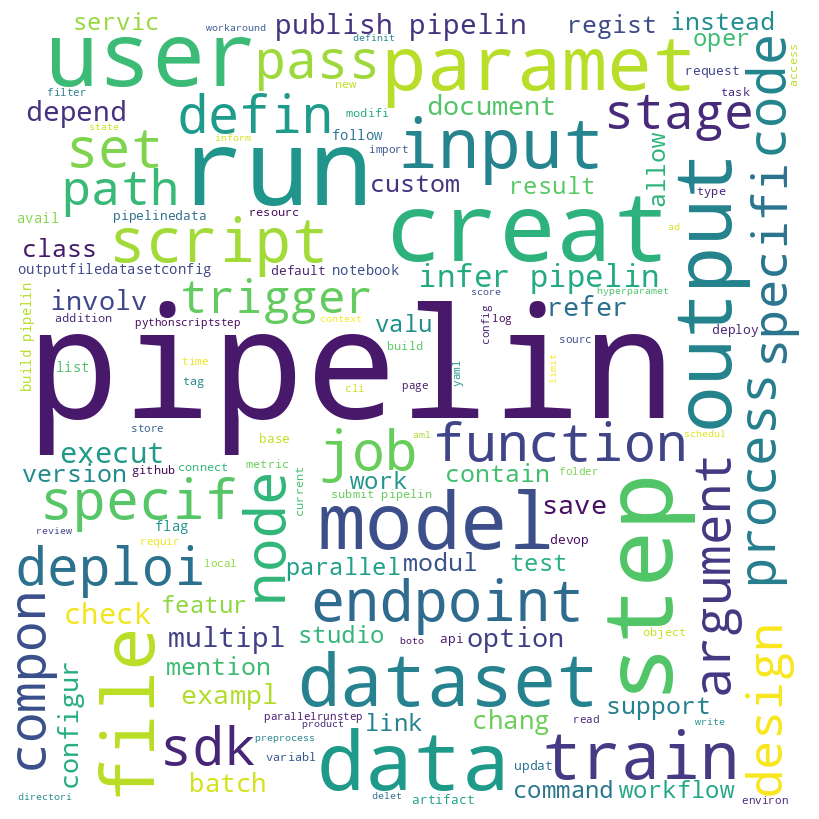 workaround
servic
publish pipelin
regist
instead
definit
user
pass
paramet
oper
code
access
filter
new
request
task
depend
defin
modifi
document
stage
state
inform
follow
set
run
input
import
path
custom
result
allow
output
type
specifi
avail
pipelinedata
resourc
creat
ad
script
class
outputfiledatasetconfig
default
notebook
infer pipelin
trigger
score
hyperparamet
involv
refer
build pipelin
addition
pythonscriptstep
context
valu
config
log
deploy
pipelin
build
sourc
list
time
tag
cli
page
yaml
limit
store
aml
schedul
execut
base
job
function
process
argument
version
github
connect
metric
current
work
contain
folder
specif
node
submit pipelin
save
step
flag
model
review
requir
devop
deploi
local
parallel
modul
test
compon
check
featur
endpoint
file
multipl
studio
boto
api
option
object
design
mention
configur
exampl
dataset
support
parallelrunstep
link
chang
read
write
product
sdk
variabl
preprocess
data
train
batch
updat
command
workflow
directori
delet
artifact
environ